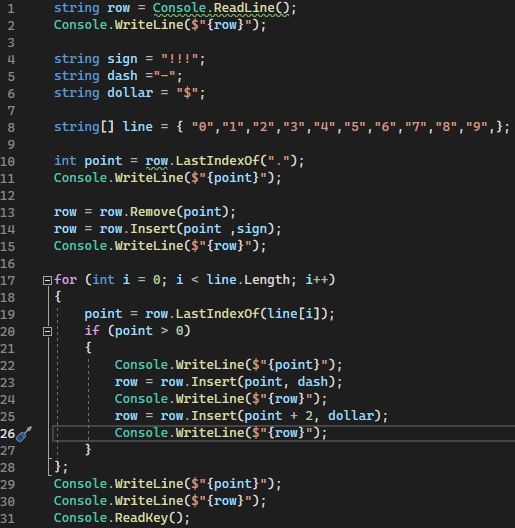 1 string row = Console.ReadLine();
2 Console.WriteLine($"{row}");
3
4 string sign = "!!!";
5 string dash ="-";
6 string dollar = "$";
7
8 string[] line = { "0","1","2","3","4","5","6","7","8","9",};
9
10 int point = row.LastIndexOf(".");
11 Console.WriteLine($"{point}");
12
13 row = row.Remove(point);
14 row = row.Insert(point ,sign);
15 Console.WriteLine($"{row}");
16
17 for (int i = 0; i < line.Length; i++)
18 {
19     point = row.LastIndexOf(line[i]);
20     if (point > 0)
21     {
22         Console.WriteLine($"{point}");
23         row = row.Insert(point, dash);
24         Console.WriteLine($"{row}");
25         row = row.Insert(point + 2, dollar);
26         Console.WriteLine($"{row}");
27     }
28 };
29 Console.WriteLine($"{point}");
30 Console.WriteLine($"{row}");
31 Console.ReadKey();